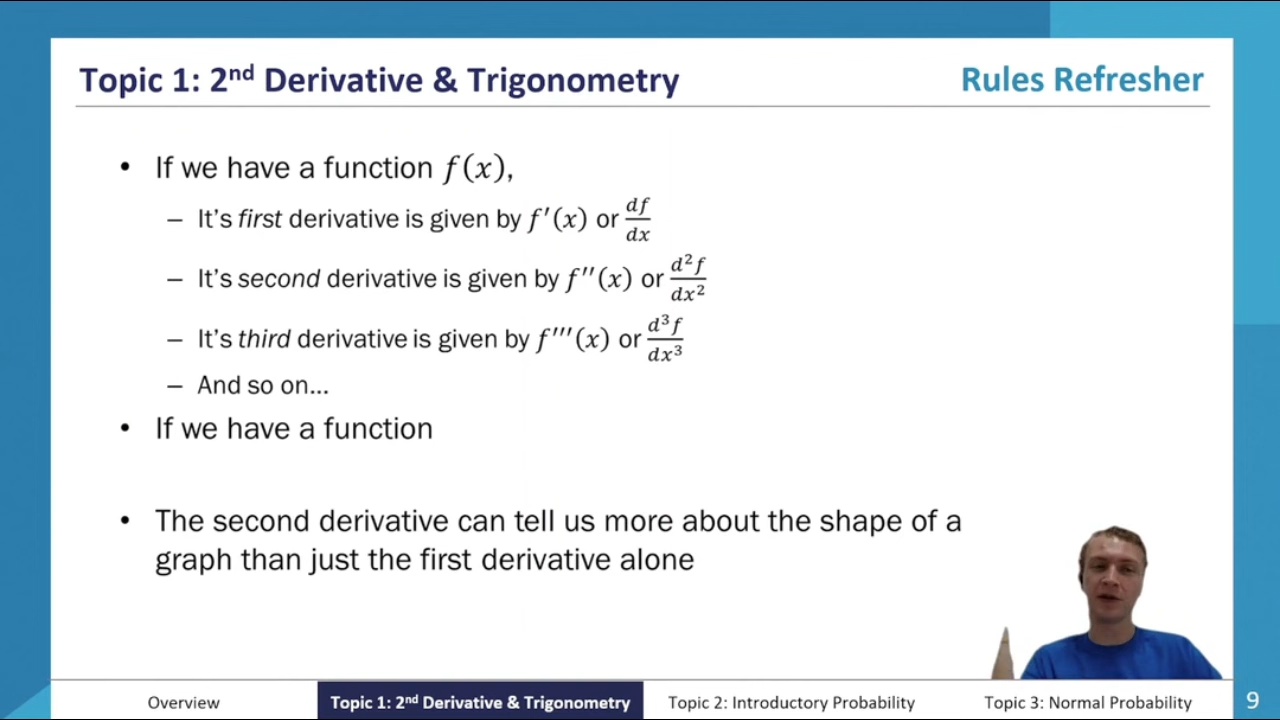 Topic 1: 2nd Derivative & Trigonometry
Rules Refresher
• If we have a function f(x),
– It's first derivative is given by f′(x) or df/dx
– It's second derivative is given by f′′(x) or d²f/dx²
– It's third derivative is given by f′′′(x) or d³f/dx³
– And so on...
• If we have a function
• The second derivative can tell us more about the shape of a
graph than just the first derivative alone
Overview
Topic 1: 2nd Derivative & Trigonometry
Topic 2: Introductory Probability
Topic 3: Normal Probability
9